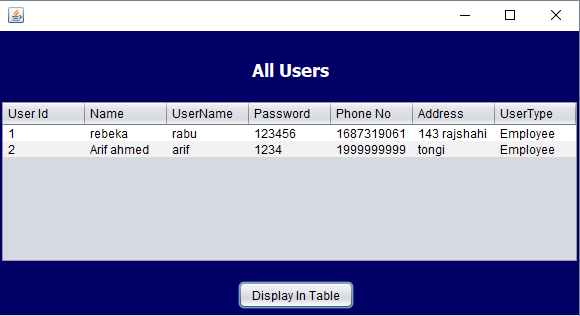 All Users
User Id Name UserName Password Phone No Address UserType
1 rebeka rabu 123456 1687319061 143 rajshahi Employee
2 Arif ahmed arif 1234 1999999999 tongi Employee
Display In Table